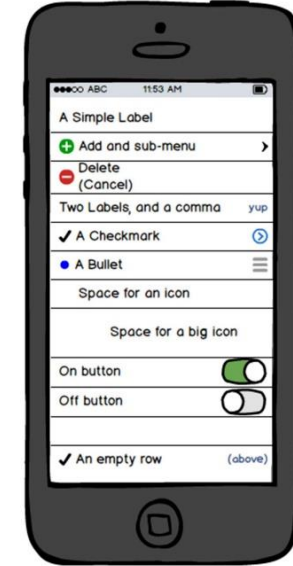 ABC 11:53 AM
A Simple Label
Add and sub-menu
Delete
(Cancel)
Two Labels, and a comma yup
A Checkmark
A Bullet
Space for an icon
Space for a big icon
On button
Off button
An empty row (above)